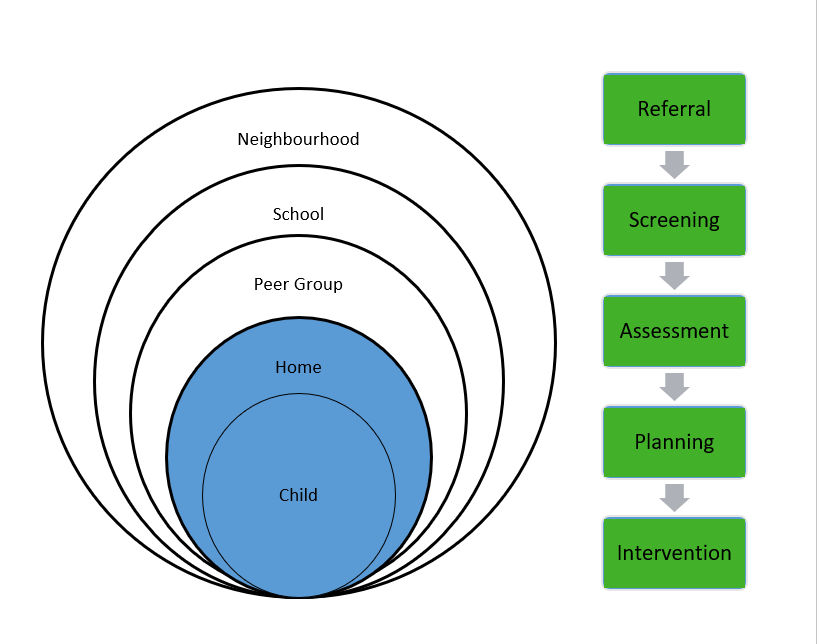 Neighbourhood
School
Peer Group
Home
Child
Referral
Screening
Assessment
Planning
Intervention